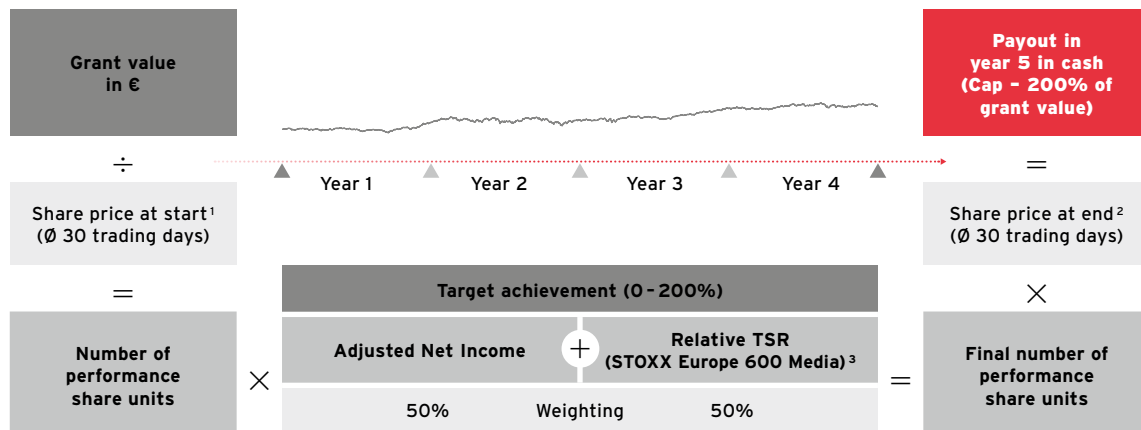 Grant value
in €
÷
Share price at start¹
(Ø 30 trading days)
=
Number of
performance
share units
×
Year 1
Year 2
Year 3
Year 4
Target achievement (0 – 200%)
Adjusted Net Income
+
Relative TSR
(STOXX Europe 600 Media)³
50%
Weighting
50%
=
Payout in
year 5 in cash
(Cap – 200% of
grant value)
=
Share price at end²
(Ø 30 trading days)
×
Final number of
performance
share units